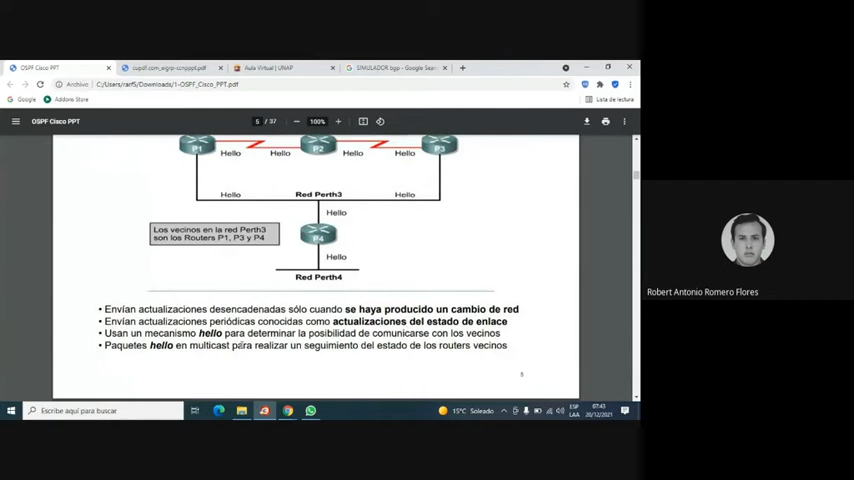 OSPF Cisco PPT
cupdf.com_eigrp-ccnpppt.pdf
Aula Virtual | UNAP
SIMULADOR bgp - Google Sear
Archivo
C:/Users/rarf5/Downloads/1-OSPF_Cisco_PPT.pdf
Google
Addons Store
Lista de lectura
OSPF Cisco PPT
5 / 37
100%
P1
P2
P3
Hello
Hello
Hello
Hello
Hello
Red Perth3
Hello
Hello
Los vecinos en la red Perth3
son los Routers P1, P3 y P4
P4
Hello
Red Perth4
• Envían actualizaciones desencadenadas sólo cuando se haya producido un cambio de red
• Envían actualizaciones periódicas conocidas como actualizaciones del estado de enlace
• Usan un mecanismo hello para determinar la posibilidad de comunicarse con los vecinos
• Paquetes hello en multicast para realizar un seguimiento del estado de los routers vecinos
5
Robert Antonio Romero Flores
Escribe aquí para buscar
15°C Soleado
ESP
LAA
07:43
20/12/2021